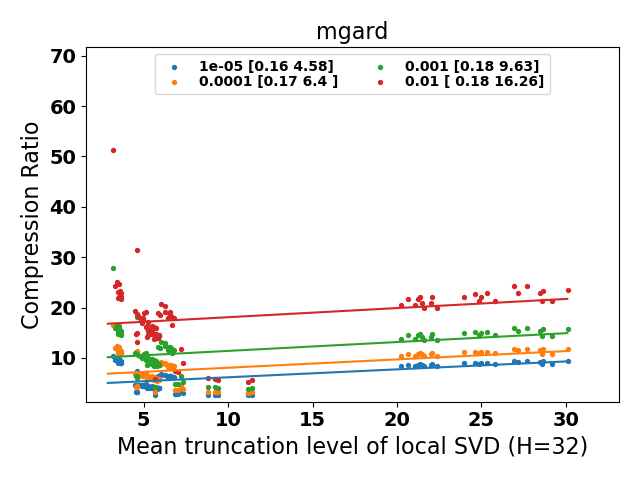 mgard
1e-05 [0.16 4.58]
0.0001 [0.17 6.4 ]
0.001 [0.18 9.63]
0.01 [ 0.18 16.26]
Compression Ratio
70
60
50
40
30
20
10
5
10
15
20
25
30
Mean truncation level of local SVD (H=32)